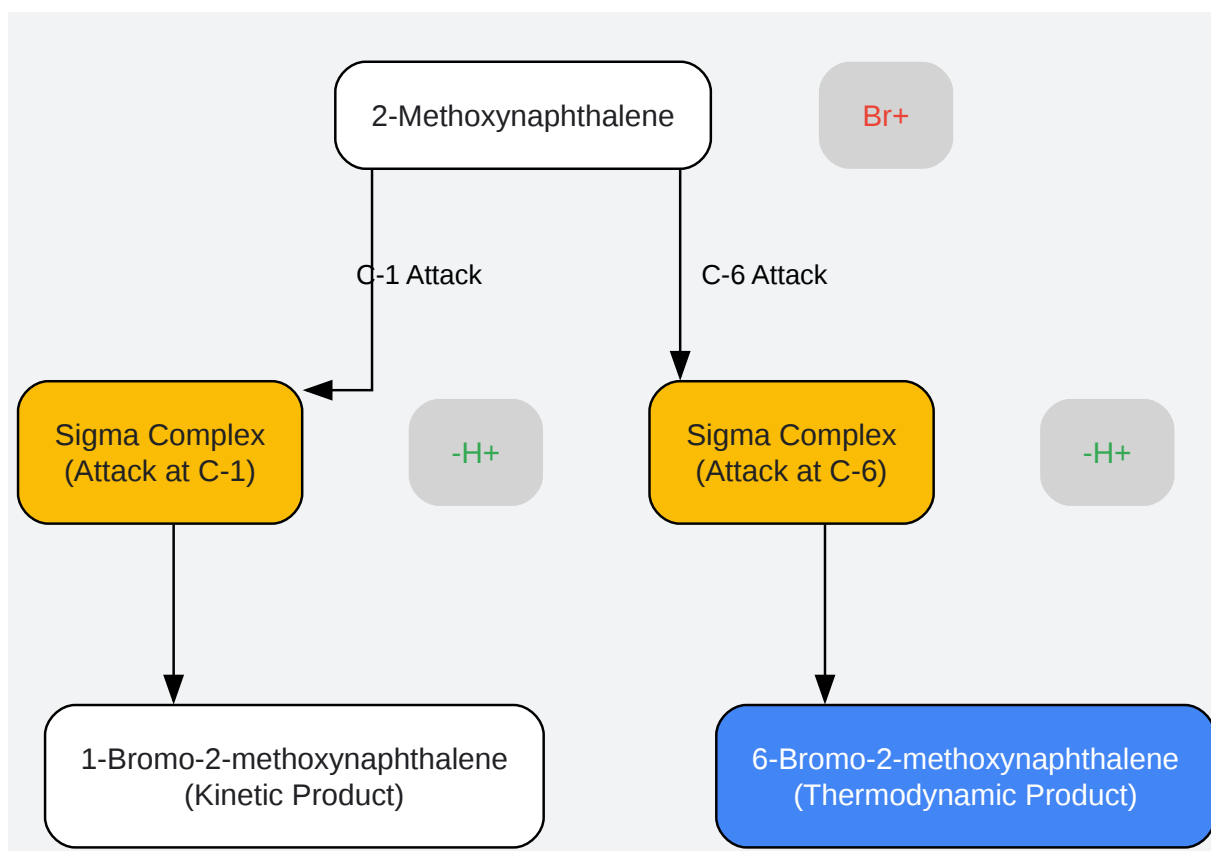 2-Methoxynaphthalene
Br+
C-1 Attack
C-6 Attack
Sigma Complex
(Attack at C-1)
-H+
Sigma Complex
(Attack at C-6)
-H+
1-Bromo-2-methoxynaphthalene
(Kinetic Product)
6-Bromo-2-methoxynaphthalene
(Thermodynamic Product)